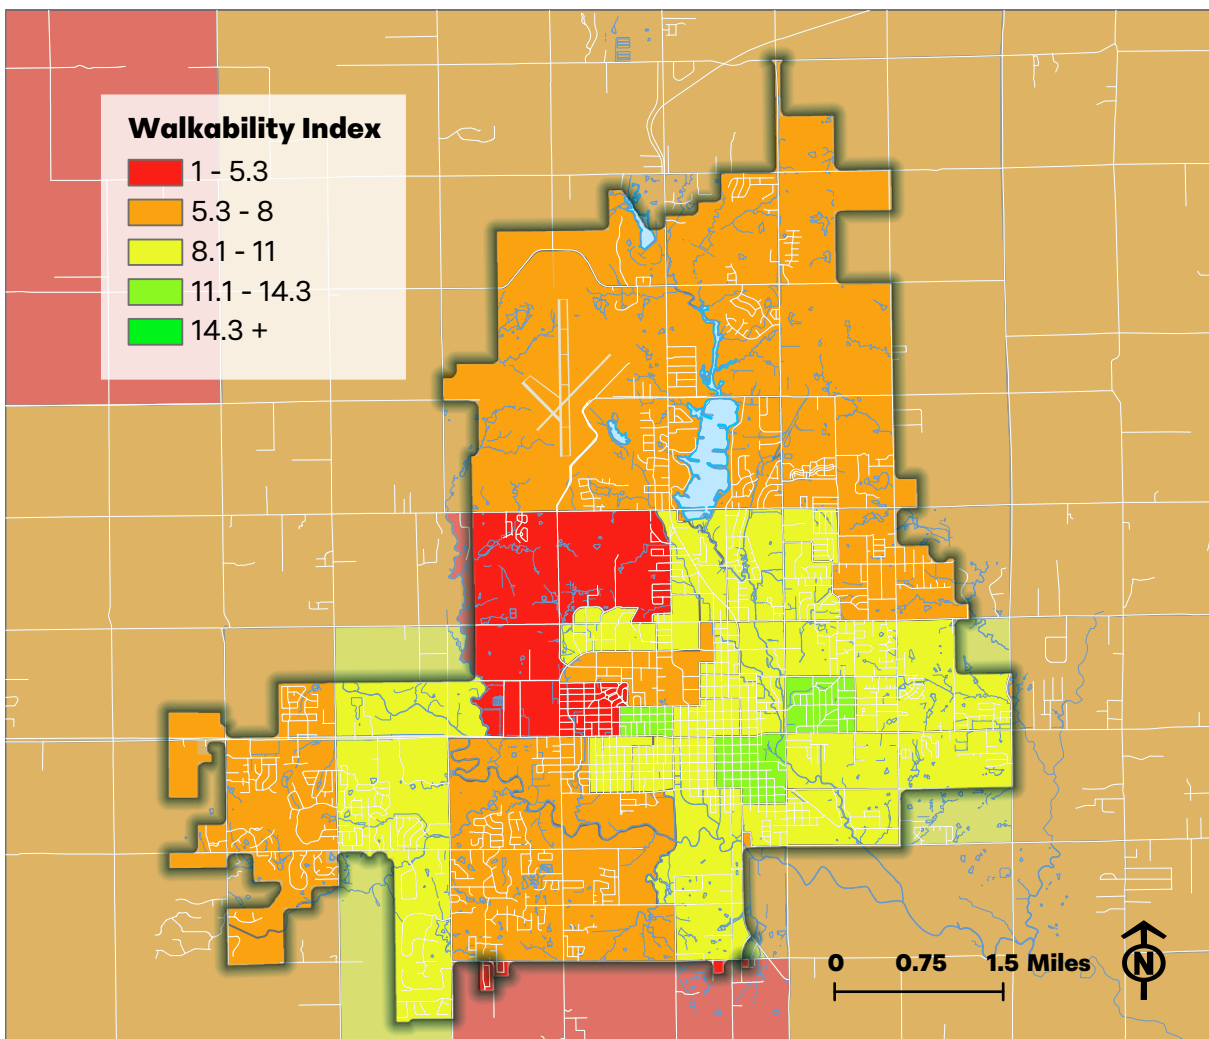 Walkability Index
1 - 5.3
5.3 - 8
8.1 - 11
11.1 - 14.3
14.3 +
0 0.75 1.5 Miles
N